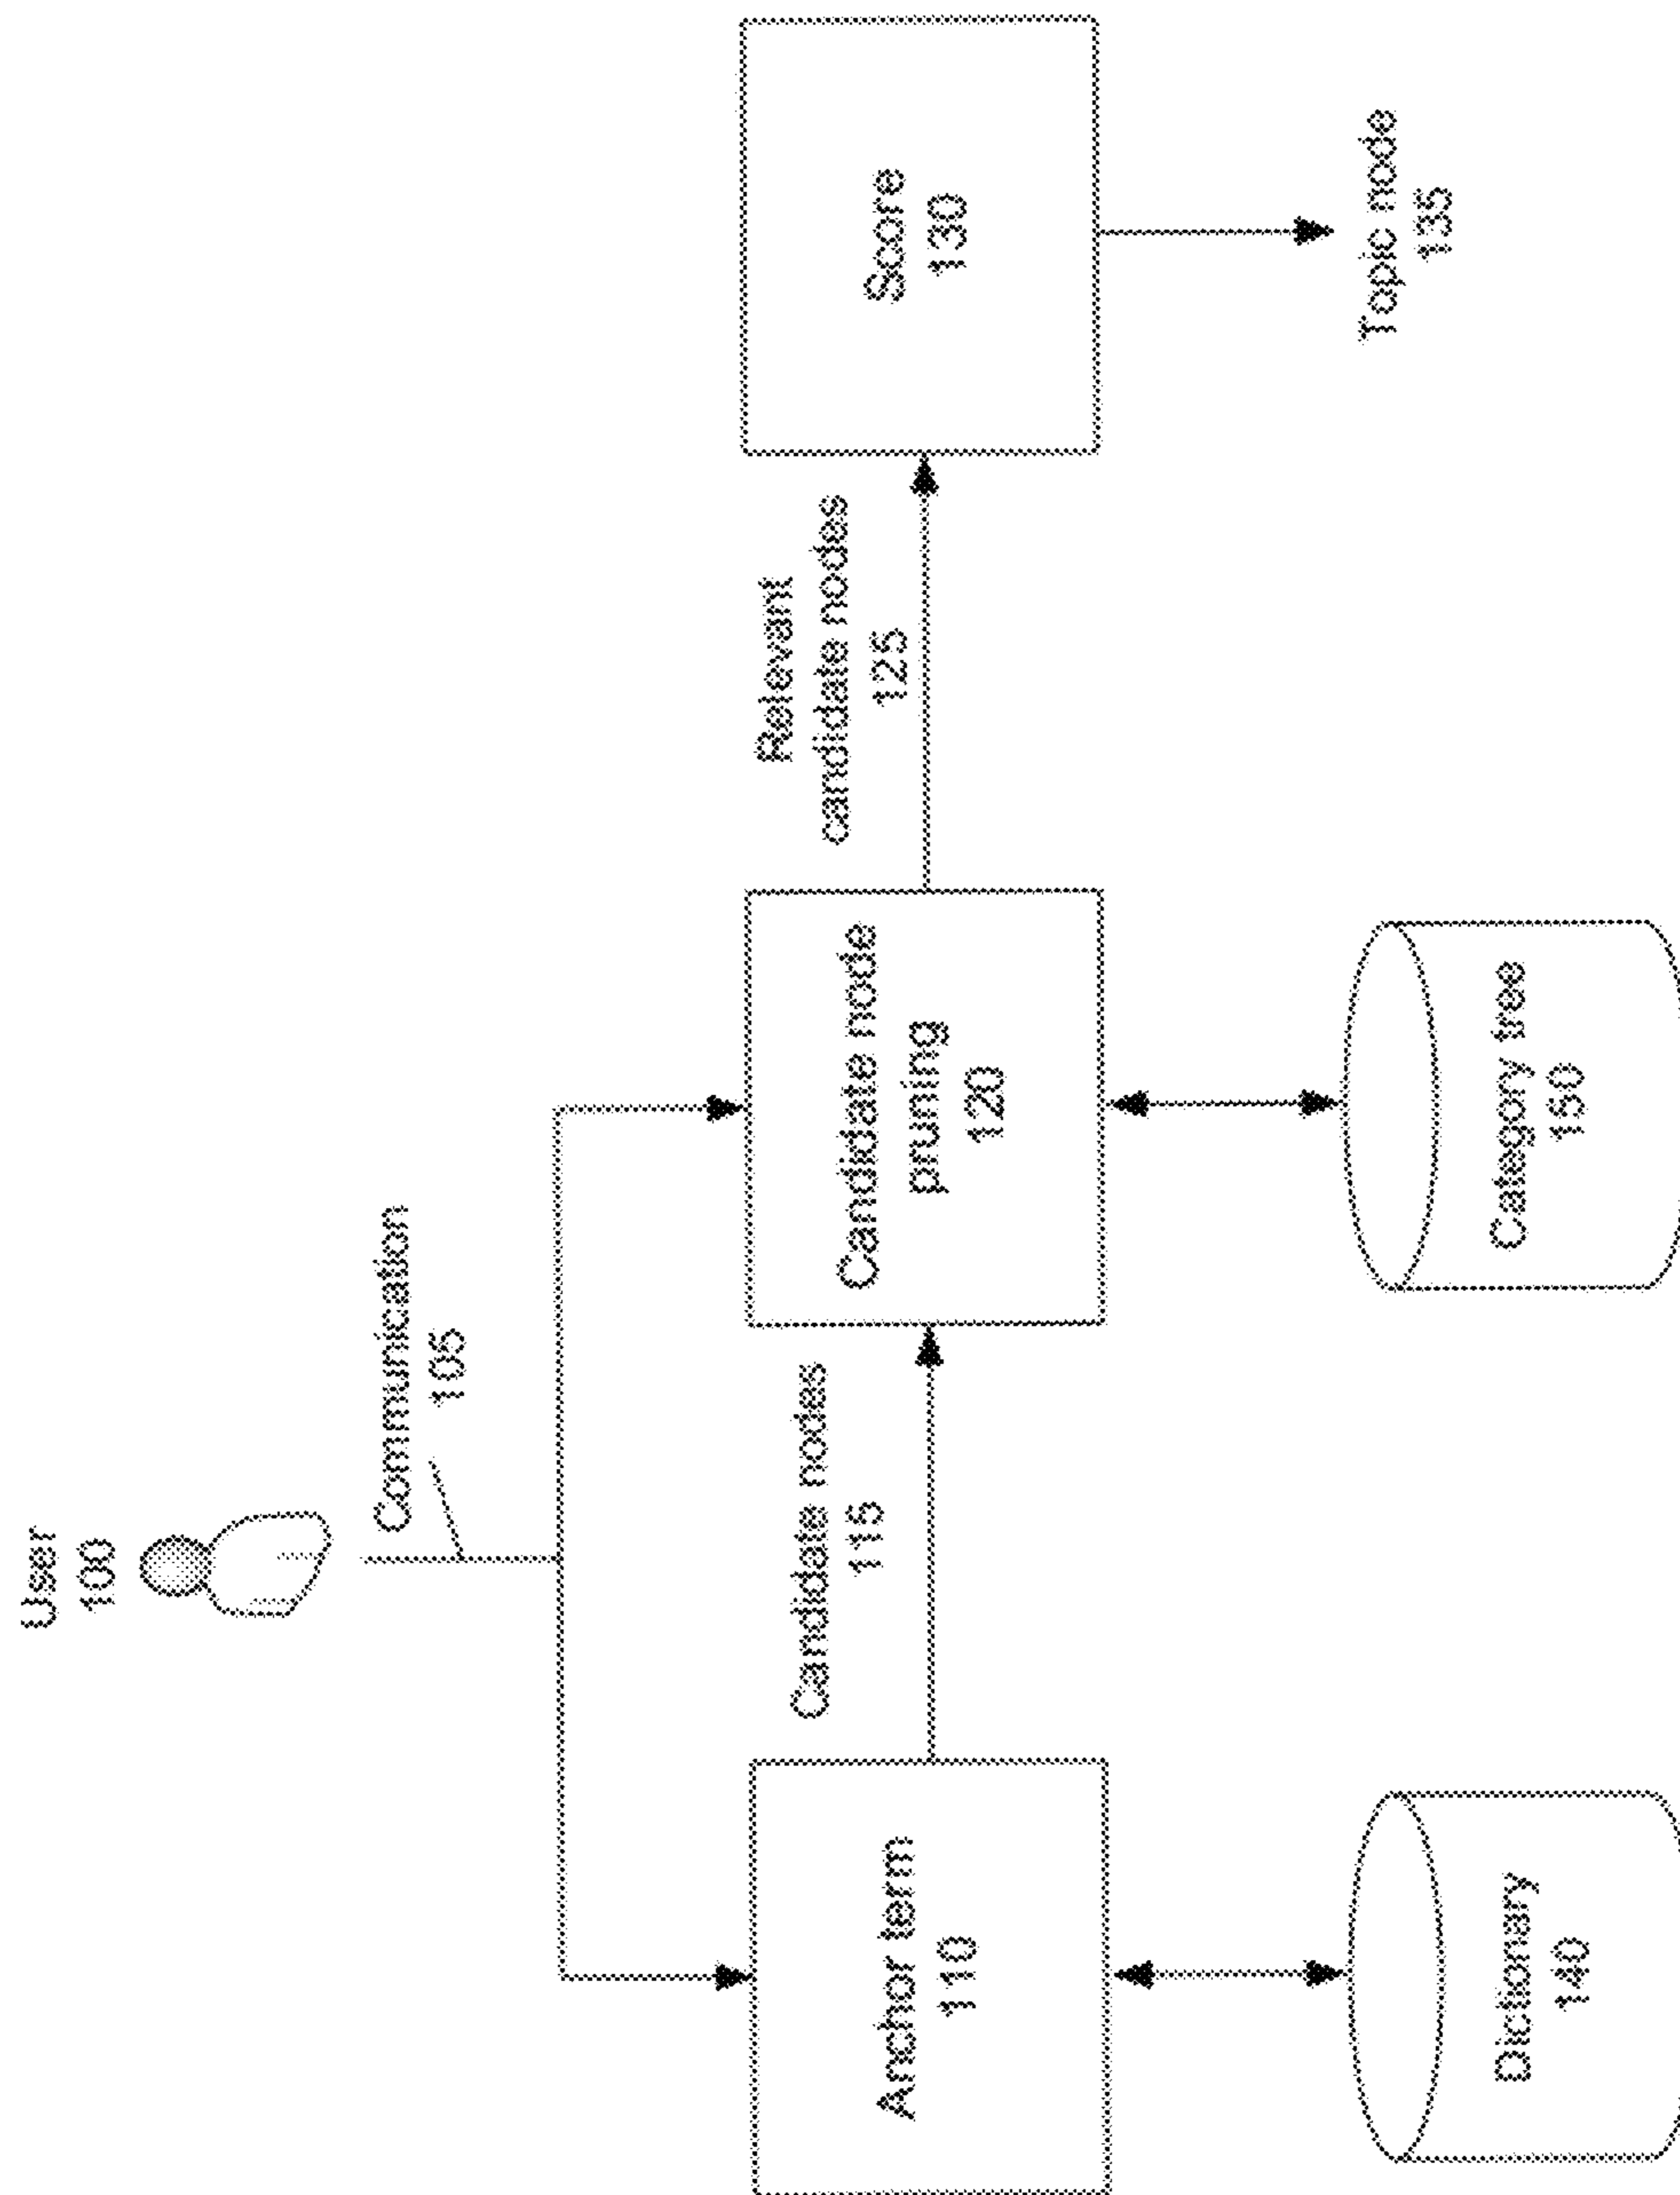 User
100
Communication
105
Candidate nodes
115
Relevant
candidate nodes
125
Anchor term
110
Candidate node
pruning
120
Score
130
Dictionary
140
Category tree
150
Topic node
135